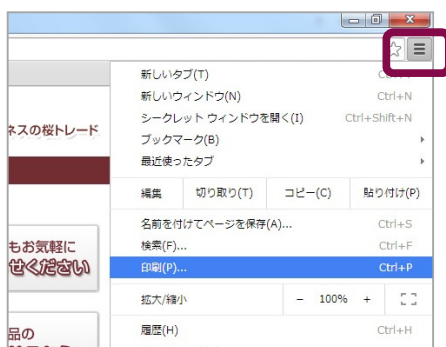 新しいタブ(T)
新しいウィンドウ(N) Ctrl+N
シークレット ウィンドウを開く(I) Ctrl+Shift+N
ブックマーク(B)
最近使ったタブ
編集 切り取り(T) コピー(C) 貼り付け(P)
名前を付けてページを保存(A)... Ctrl+S
検索(F)... Ctrl+F
印刷(P)... Ctrl+P
拡大/縮小 - 100% +
履歴(H) Ctrl+H
ネスの桜トレード
もお気軽に
せください
品の